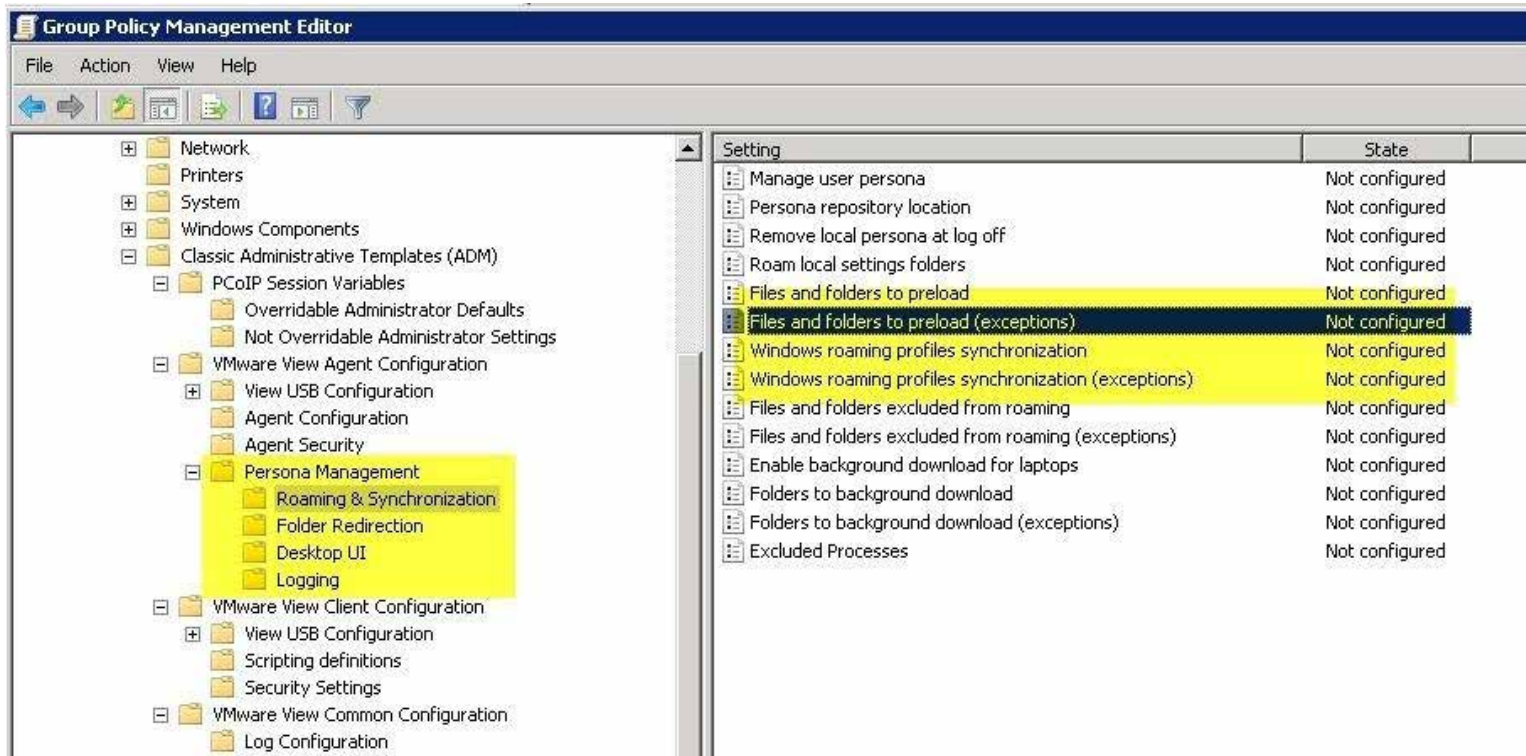 Group Policy Management Editor
File Action View Help
Network
Printers
System
Windows Components
Classic Administrative Templates (ADM)
PCoIP Session Variables
Overridable Administrator Defaults
Not Overridable Administrator Settings
VMware View Agent Configuration
View USB Configuration
Agent Configuration
Agent Security
Persona Management
Roaming & Synchronization
Folder Redirection
Desktop UI
Logging
VMware View Client Configuration
View USB Configuration
Scripting definitions
Security Settings
VMware View Common Configuration
Log Configuration
Setting State
Manage user persona Not configured
Persona repository location Not configured
Remove local persona at log off Not configured
Roam local settings folders Not configured
Files and folders to preload Not configured
Files and folders to preload (exceptions) Not configured
Windows roaming profiles synchronization Not configured
Windows roaming profiles synchronization (exceptions) Not configured
Files and folders excluded from roaming Not configured
Files and folders excluded from roaming (exceptions) Not configured
Enable background download for laptops Not configured
Folders to background download Not configured
Folders to background download (exceptions) Not configured
Excluded Processes Not configured